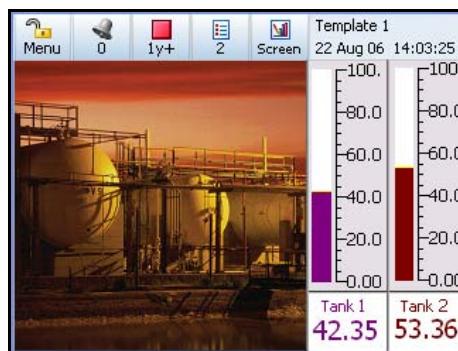 Menu 0 1y+ 2 Screen
Template 1
22 Aug 06 14:03:25
100. 100
80.0 80.0
60.0 60.0
40.0 40.0
20.0 20.0
0.00 0.00
Tank 1 Tank 2
42.35 53.36